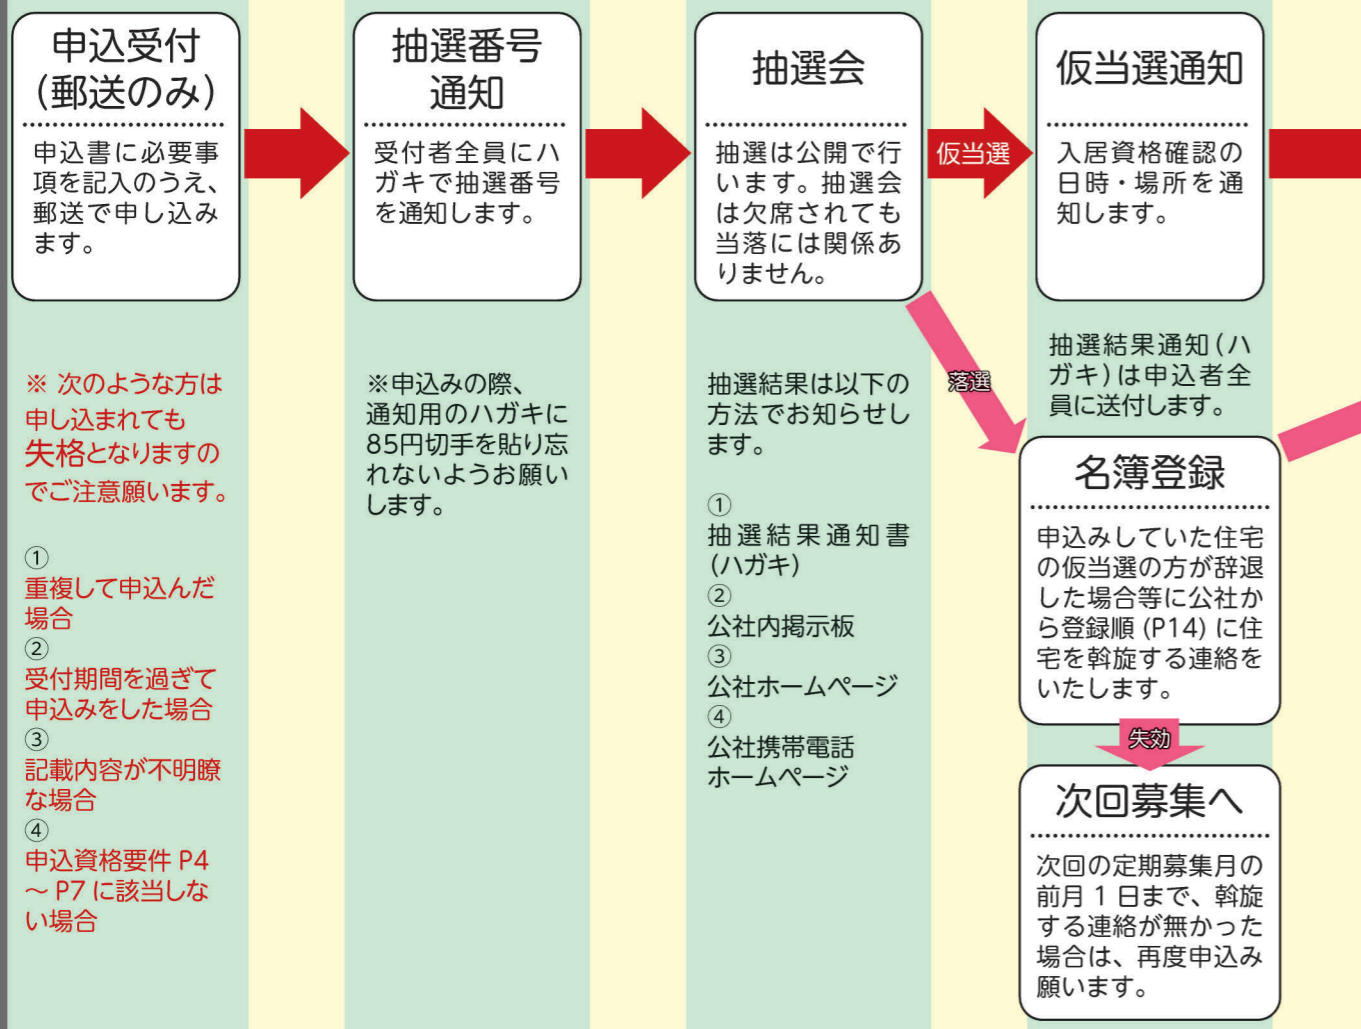 申込受付
(郵送のみ)
申込書に必要事
項を記入のうえ、
郵送で申し込み
ます。
※ 次のような方は
申し込まれても
失格となりますの
でご注意願います。
①
重複して申込んだ
場合
②
受付期間を過ぎて
申込みをした場合
③
記載内容が不明瞭
な場合
④
申込資格要件 P4
～ P7 に該当しな
い場合
抽選番号
通知
受付者全員にハ
ガキで抽選番号
を通知します。
※申込みの際、
通知用のハガキに
85円切手を貼り忘
れないようお願い
します。
抽選会
抽選は公開で行
います。抽選会
は欠席されても
当落には関係あ
りません。
抽選結果は以下の
方法でお知らせし
ます。
①
抽選結果通知書
(ハガキ)
②
公社内掲示板
③
公社ホームページ
④
公社携帯電話
ホームページ
仮当選
落選
仮当選通知
入居資格確認の
日時・場所を通
知します。
抽選結果通知(ハ
ガキ)は申込者全
員に送付します。
名簿登録
申込みしていた住宅
の仮当選の方が辞退
した場合等に公社か
ら登録順 (P14) に住
宅を斡旋する連絡を
いたします。
失効
次回募集へ
次回の定期募集月の
前月 1 日まで、斡旋
する連絡が無かった
場合は、再度申込み
願います。